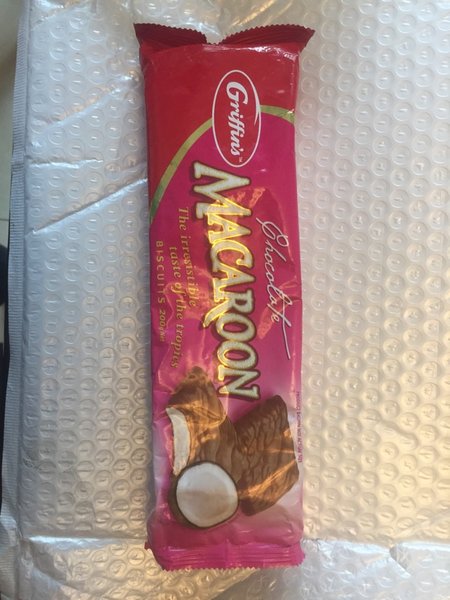 Griffin's
Chocolate
MACAROON
The irresistible
taste of the tropics
BISCUITS 200g